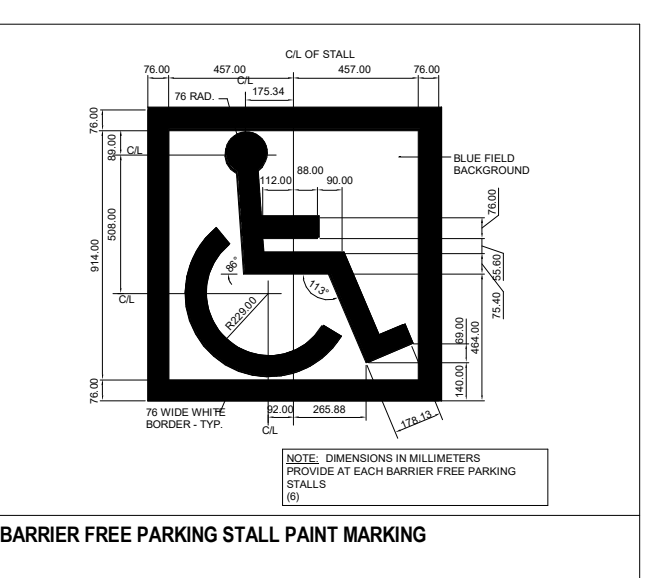 C/L OF STALL
76.00 457.00 457.00 76.00
C/L
175.34
76 RAD.
76.00
89.00
C/L
BLUE FIELD
BACKGROUND
88.00
112.00 90.00
76.00
508.00
914.00
86°
55.60
113°
75.40
C/L
R229.00
69.00
464.00
140.00
76.00
76 WIDE WHITE
BORDER - TYP.
92.00 265.88
178.13
C/L
NOTE: DIMENSIONS IN MILLIMETERS
PROVIDE AT EACH BARRIER FREE PARKING
STALLS
(6)
BARRIER FREE PARKING STALL PAINT MARKING